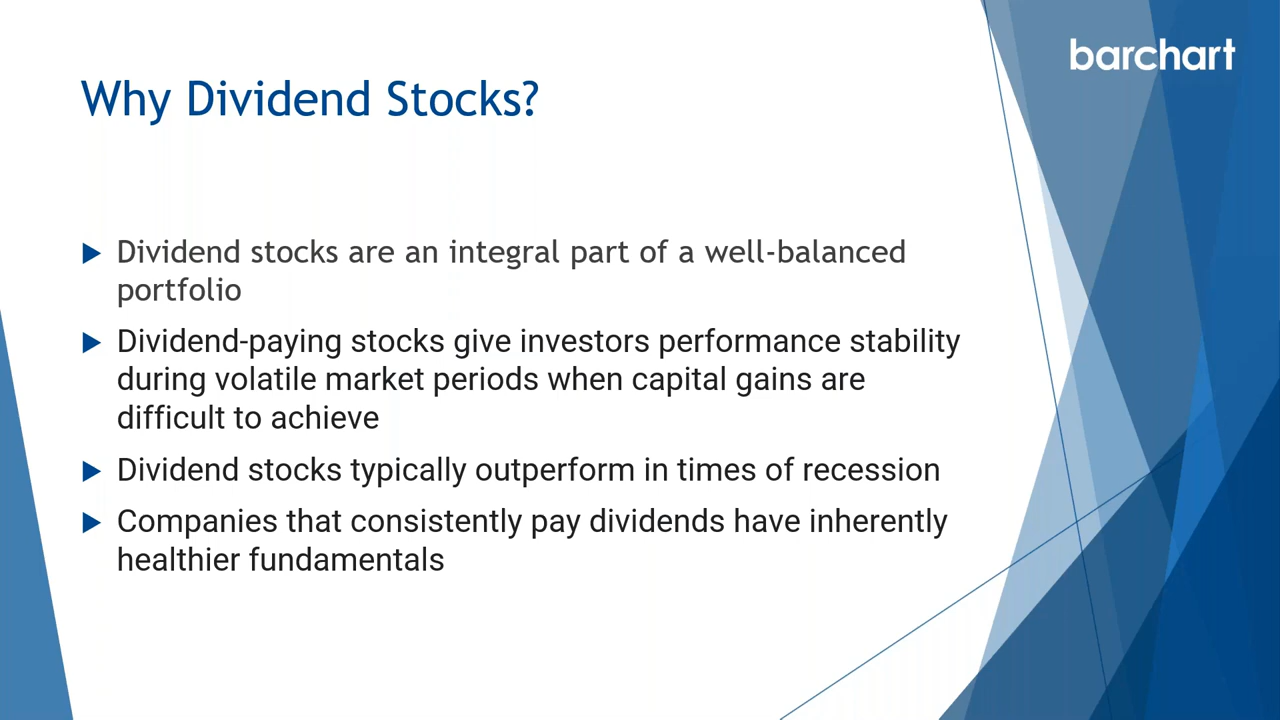 barchart
Why Dividend Stocks?
Dividend stocks are an integral part of a well-balanced
portfolio
Dividend-paying stocks give investors performance stability
during volatile market periods when capital gains are
difficult to achieve
Dividend stocks typically outperform in times of recession
Companies that consistently pay dividends have inherently
healthier fundamentals